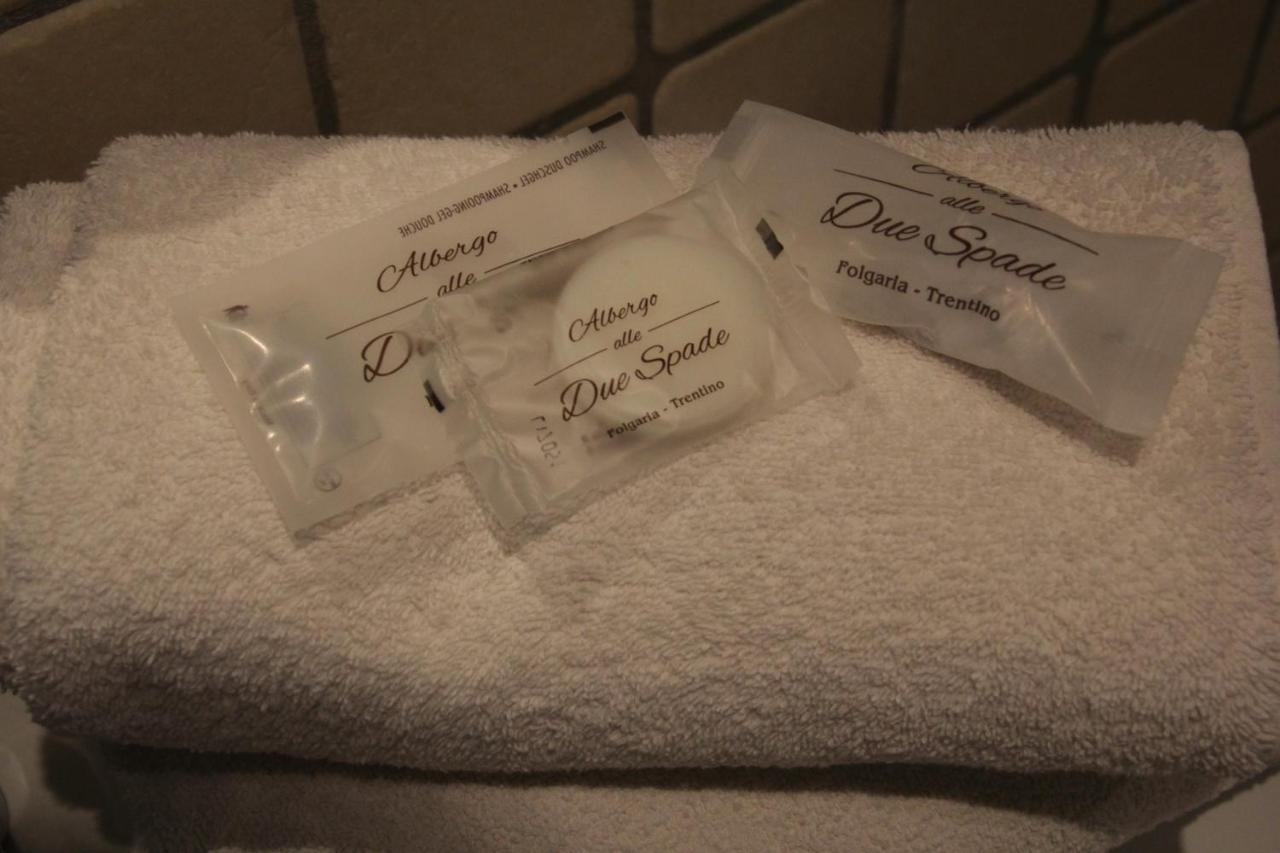 SHAMPOO DUSCHGEL • SHAMPOOING-GEL DOUCHE
Albergo
alle
D
Albergo
alle
Due Spade
Folgaria - Trentino
Albergo
alle
Due Spade
Folgaria - Trentino